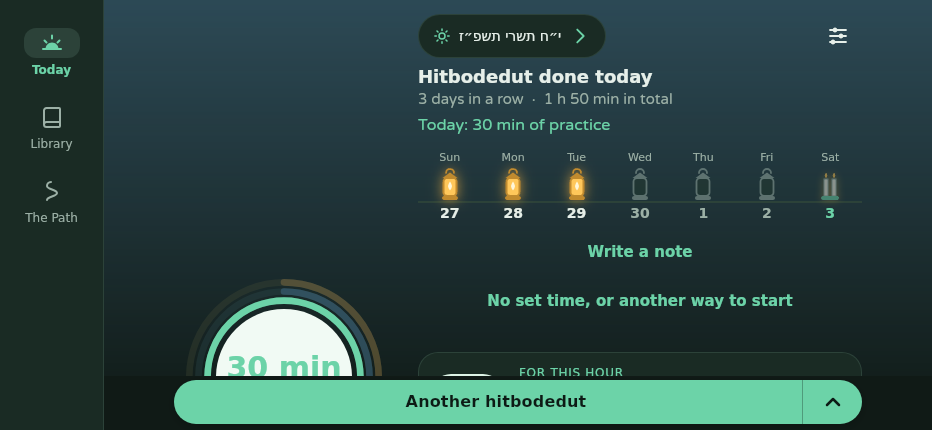 Today
Library
The Path
י״ח תשרי תשפ״ז
Hitbodedut done today
3 days in a row · 1 h 50 min in total
Today: 30 min of practice
Sun Mon Tue Wed Thu Fri Sat
27 28 29 30 1 2 3
Write a note
No set time, or another way to start
30 min
FOR THIS HOUR
Another hitbodedut